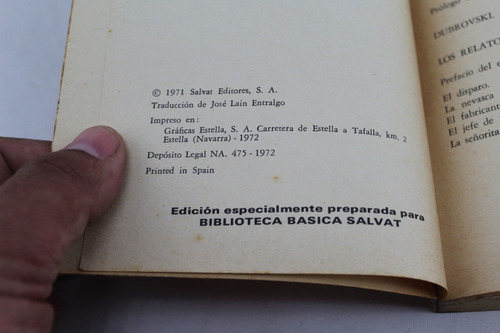 © 1971 Salvat Editores, S. A.
Traducción de José Laín Entralgo
Impreso en:
Gráficas Estella, S. A. Carretera de Estella a Tafalla, km. 2
Estella (Navarra) - 1972
Depósito Legal NA. 475 - 1972
Printed in Spain
Edición especialmente preparada para
BIBLIOTECA BASICA SALVAT
Prólogo
DUBROVSKI
LOS RELATO
Prefacio del e
El disparo.
La nevasca
El fabricant
El jefe de
La señorita